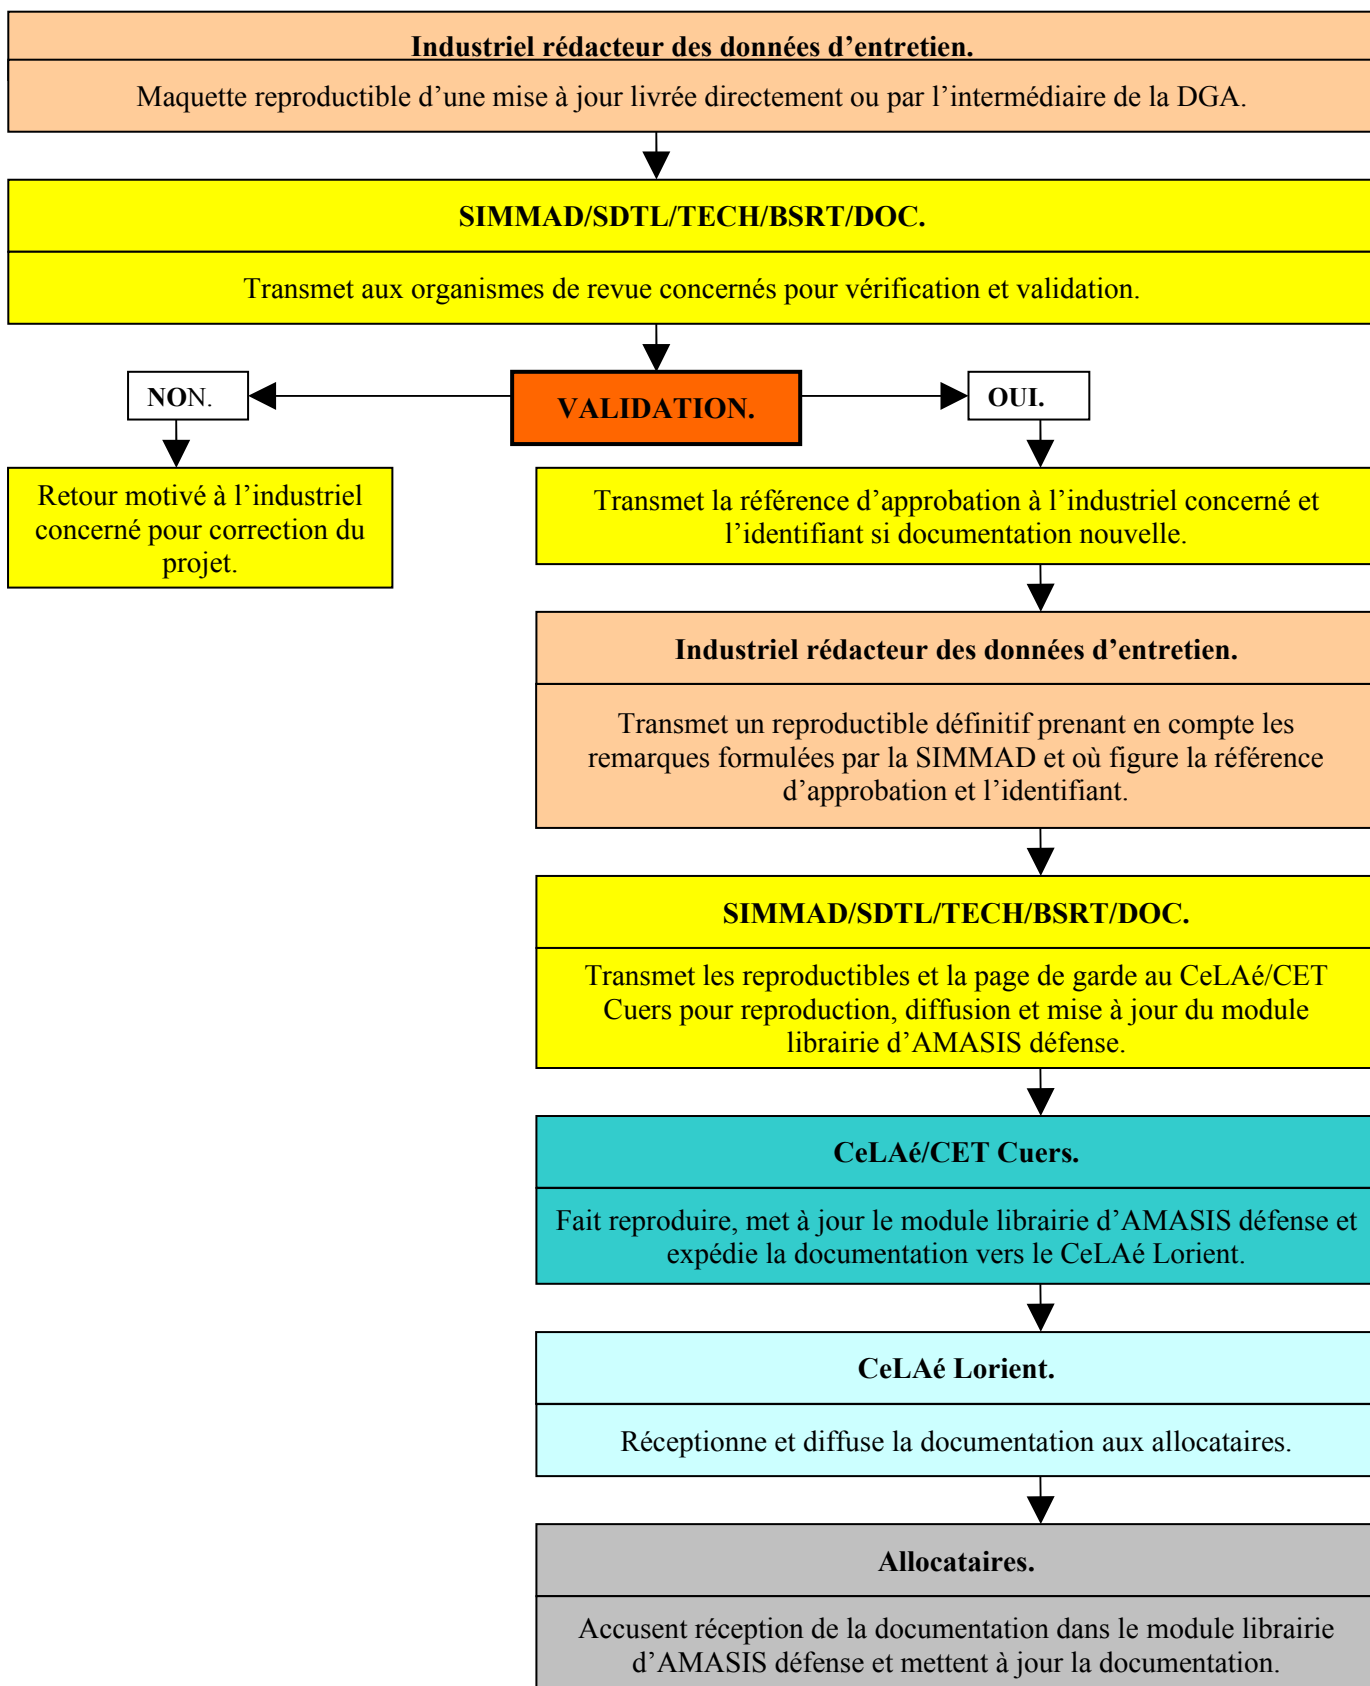 Industriel rédacteur des données d’entretien.
Maquette reproductible d’une mise à jour livrée directement ou par l’intermédiaire de la DGA.
SIMMAD/SDTL/TECH/BSRT/DOC.
Transmet aux organismes de revue concernés pour vérification et validation.
NON.
VALIDATION.
OUI.
Retour motivé à l’industriel
concerné pour correction du
projet.
Transmet la référence d’approbation à l’industriel concerné et
l’identifiant si documentation nouvelle.
Industriel rédacteur des données d’entretien.
Transmet un reproductible définitif prenant en compte les
remarques formulées par la SIMMAD et où figure la référence
d’approbation et l’identifiant.
SIMMAD/SDTL/TECH/BSRT/DOC.
Transmet les reproductibles et la page de garde au CeLAé/CET
Cuers pour reproduction, diffusion et mise à jour du module
librairie d’AMASIS défense.
CeLAé/CET Cuers.
Fait reproduire, met à jour le module librairie d’AMASIS défense et
expédie la documentation vers le CeLAé Lorient.
CeLAé Lorient.
Réceptionne et diffuse la documentation aux allocataires.
Allocataires.
Accusent réception de la documentation dans le module librairie
d’AMASIS défense et mettent à jour la documentation.